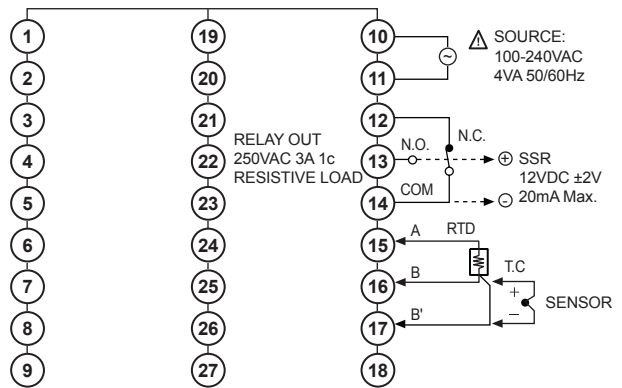 1 19 10
SOURCE:
100-240VAC
2 20 11
4VA 50/60Hz
3 21 12
RELAY OUT N.O. N.C.
4 22 250VAC 3A 1c 13 SSR
RESISTIVE LOAD 12VDC ±2V
5 23 14 COM 20mA Max.
6 24 15 A RTD
7 25 16 B T.C
+
SENSOR
8 26 17 B' −
9 27 18